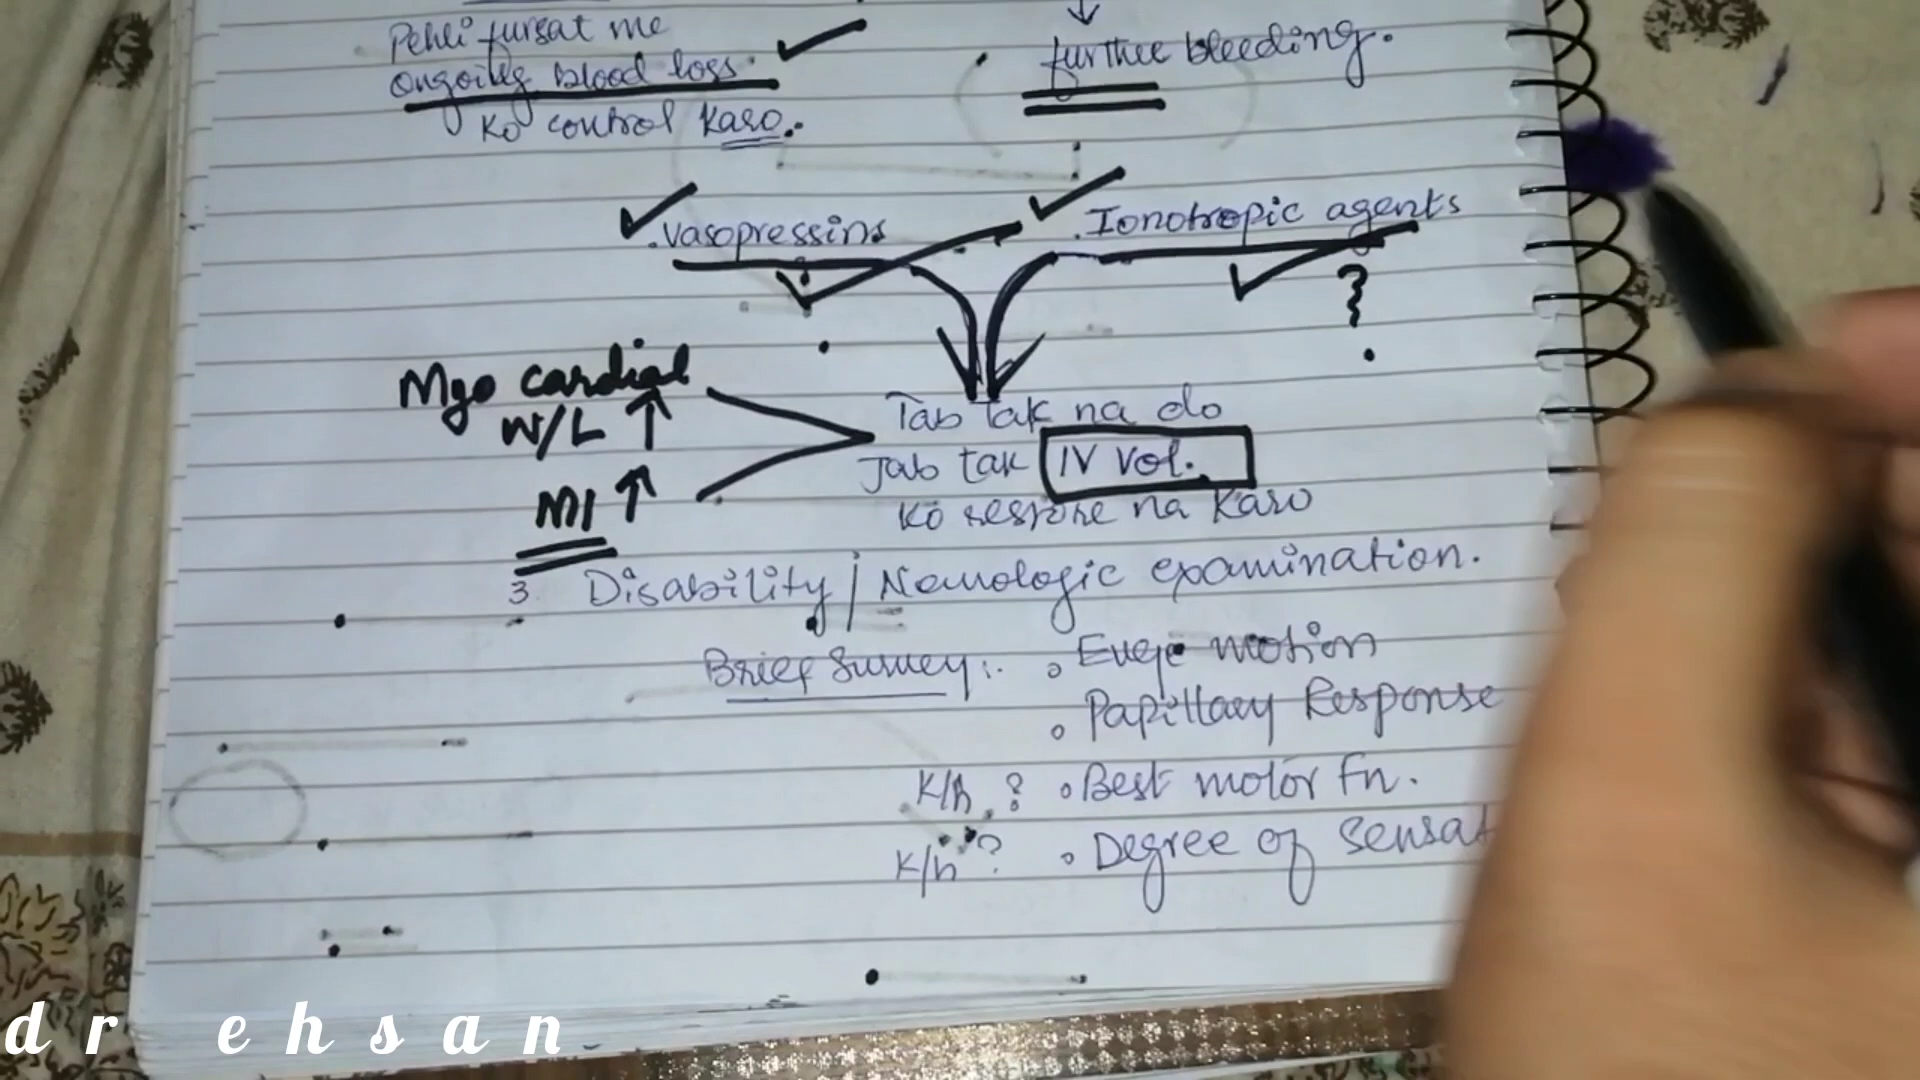 Pehli fursat me
ongoing blood loss.
Ko control Karo.
further bleeding.
Vasopressins
Ionotropic agents
?
Myo cardial
W/L ↑
MI ↑
Tab tak na do
Jab tak IV Vol.
Ko restore na Karo
3. Disability / Neurologic examination.
Brief Survey:. o Eueje motion
o Papillary Response
K/h ? o Best motor Fn.
K/h ? o Degree of Sensat
dr ehsan